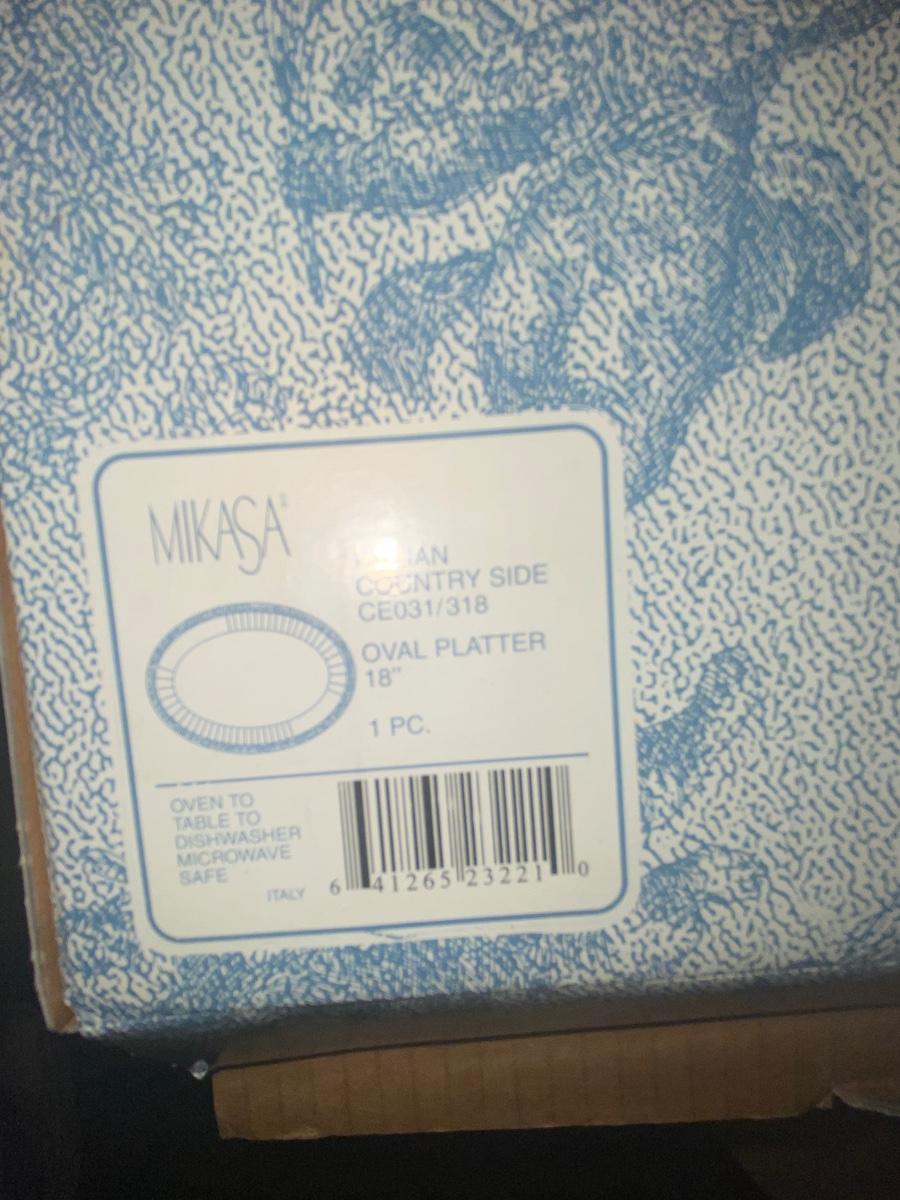 MIKASA®
COUNTRY SIDE
CE031/318
OVAL PLATTER
18"
1 PC.
OVEN TO
TABLE TO
DISHWASHER
MICROWAVE
SAFE
ITALY
6 41265 23221 0